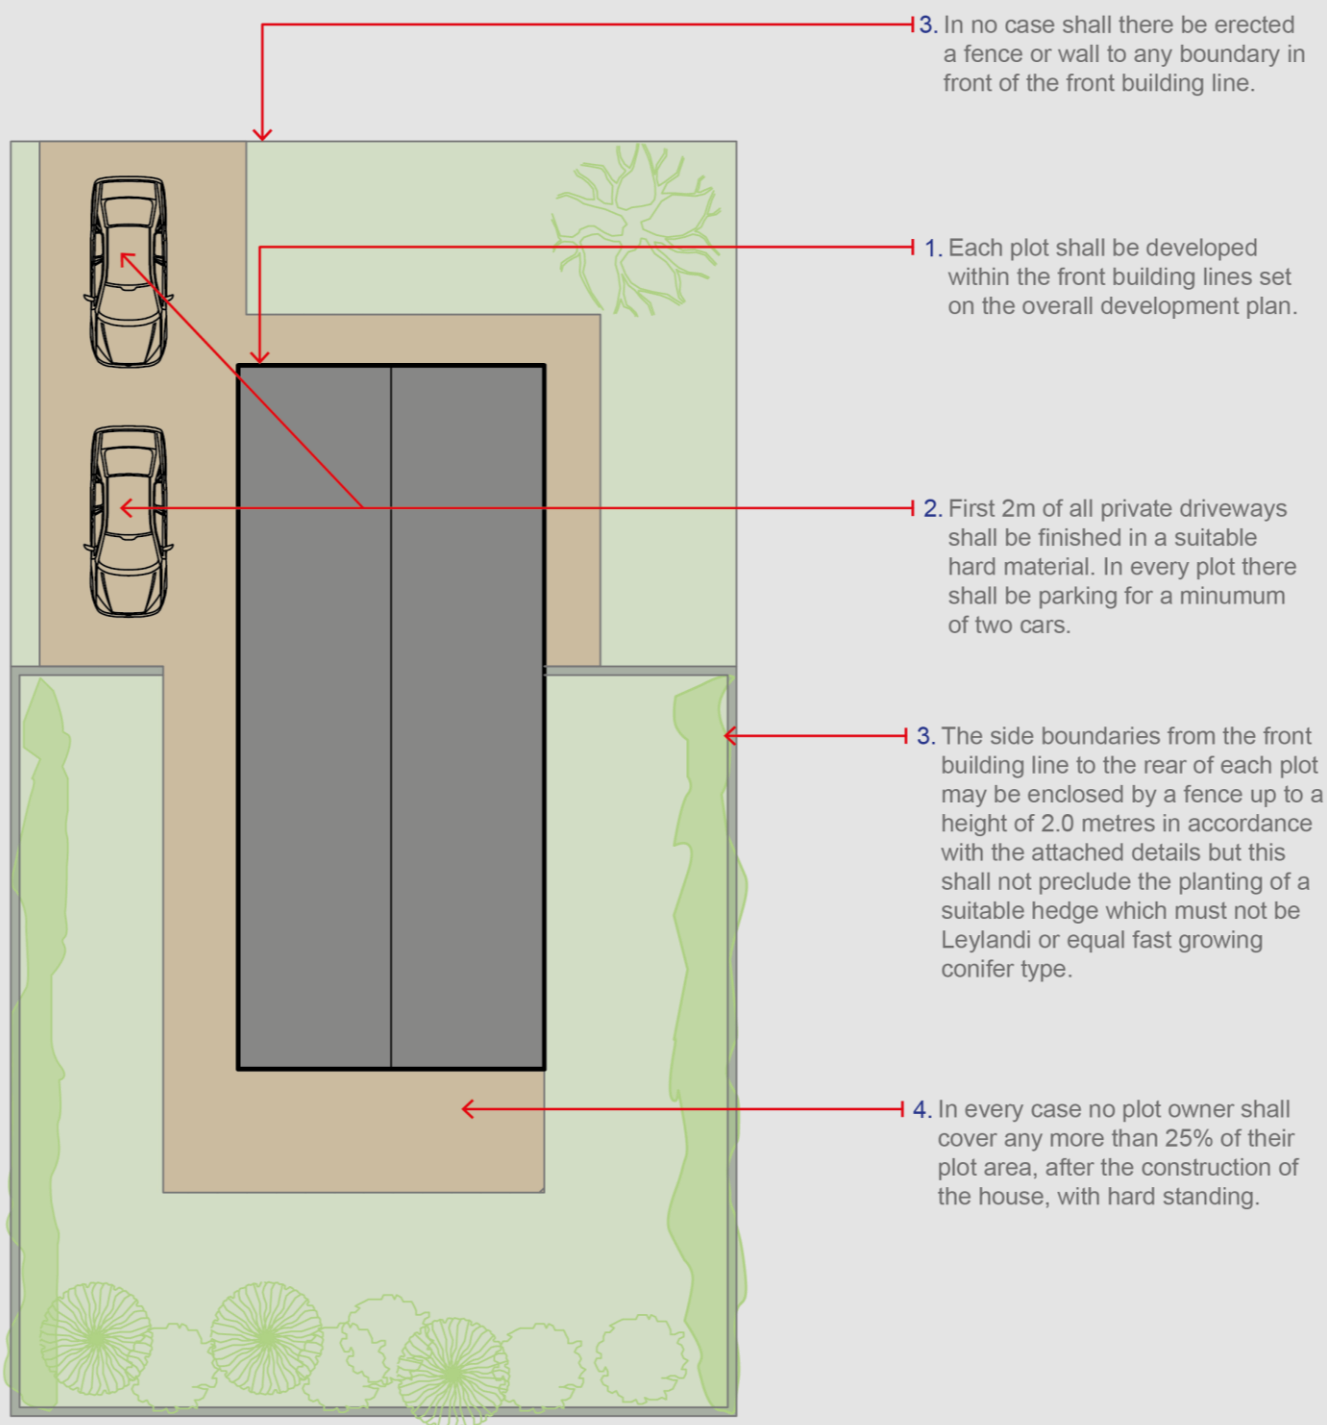 3. In no case shall there be erected
a fence or wall to any boundary in
front of the front building line.
1. Each plot shall be developed
within the front building lines set
on the overall development plan.
2. First 2m of all private driveways
shall be finished in a suitable
hard material. In every plot there
shall be parking for a minumum
of two cars.
3. The side boundaries from the front
building line to the rear of each plot
may be enclosed by a fence up to a
height of 2.0 metres in accordance
with the attached details but this
shall not preclude the planting of a
suitable hedge which must not be
Leylandi or equal fast growing
conifer type.
4. In every case no plot owner shall
cover any more than 25% of their
plot area, after the construction of
the house, with hard standing.